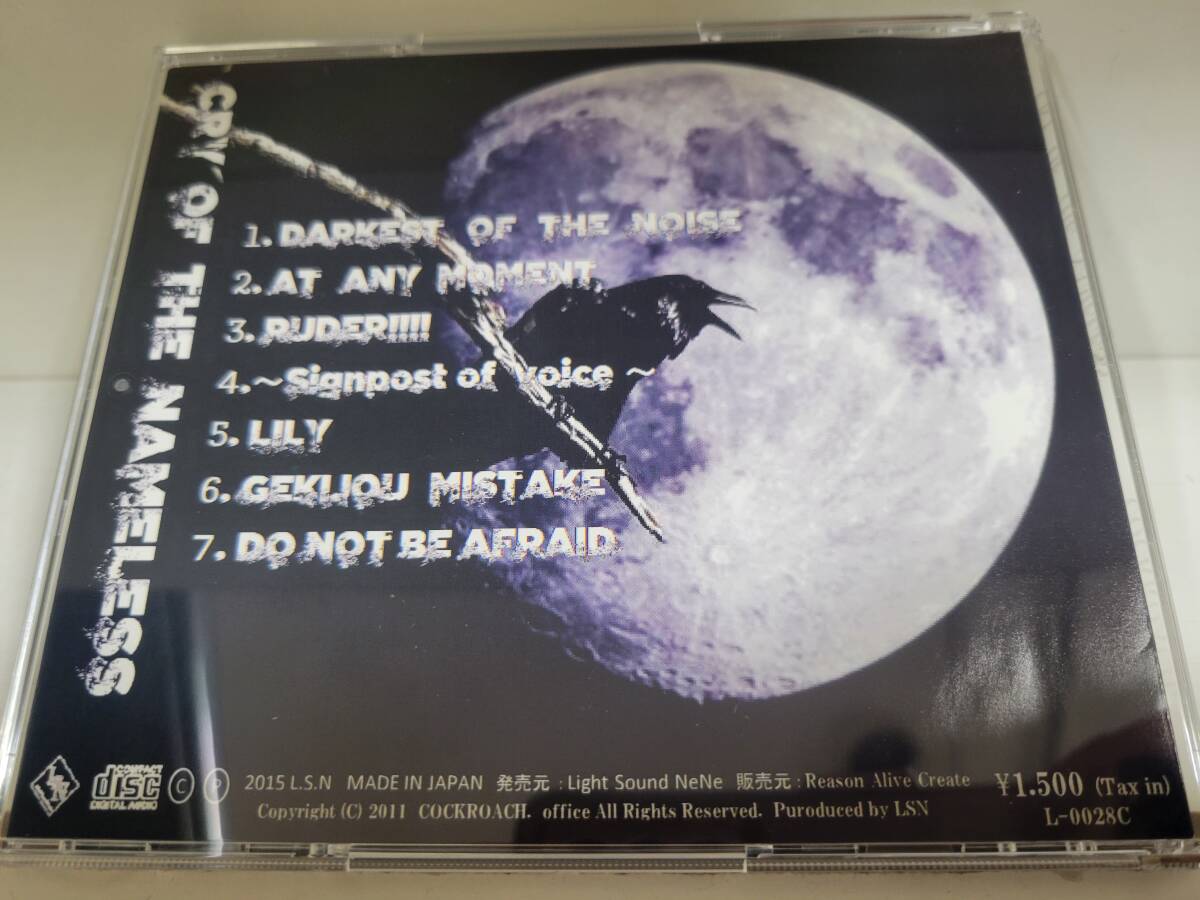 CRY OF THE NAMELESS
1. DARKEST OF THE NOISE
2. AT ANY MOMENT
3. RUDER!!!!
4. ～Signpost of voice ～
5. LILY
6. GEKLIOU MISTAKE
7. DO NOT BE AFRAID
COMPACT disc DIGITAL AUDIO
Ⓒ Ⓟ 2015 L.S.N MADE IN JAPAN 発売元 : Light Sound NeNe 販売元 : Reason Alive Create ¥1.500 (Tax in)
Copyright (C) 2011 COCKROACH. office All Rights Reserved. Puroduced by LSN L-0028C